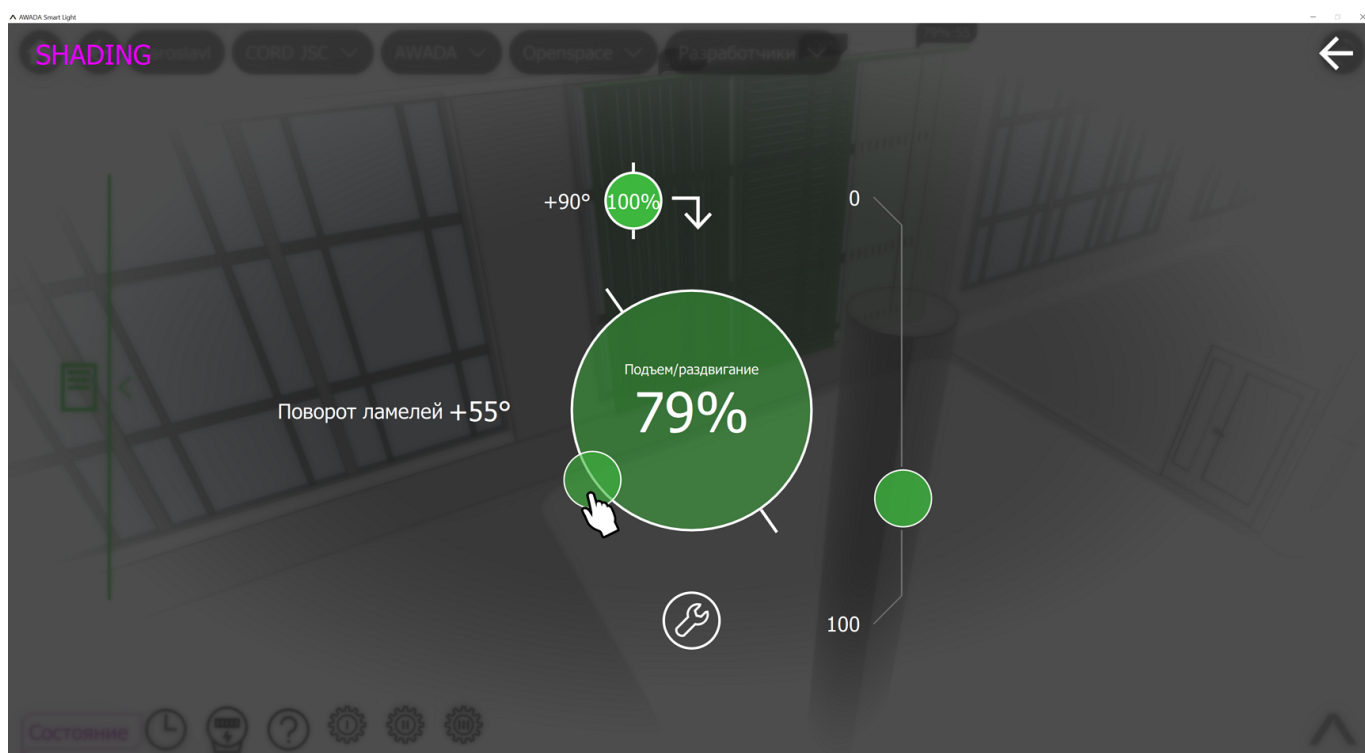 AWADA Smart Light
SHADING
CORD JSC
AWADA
Openspace
Разработчики
+90°
100%
0
Подъем/раздвигание
79%
Поворот ламелей +55°
100
Состояние